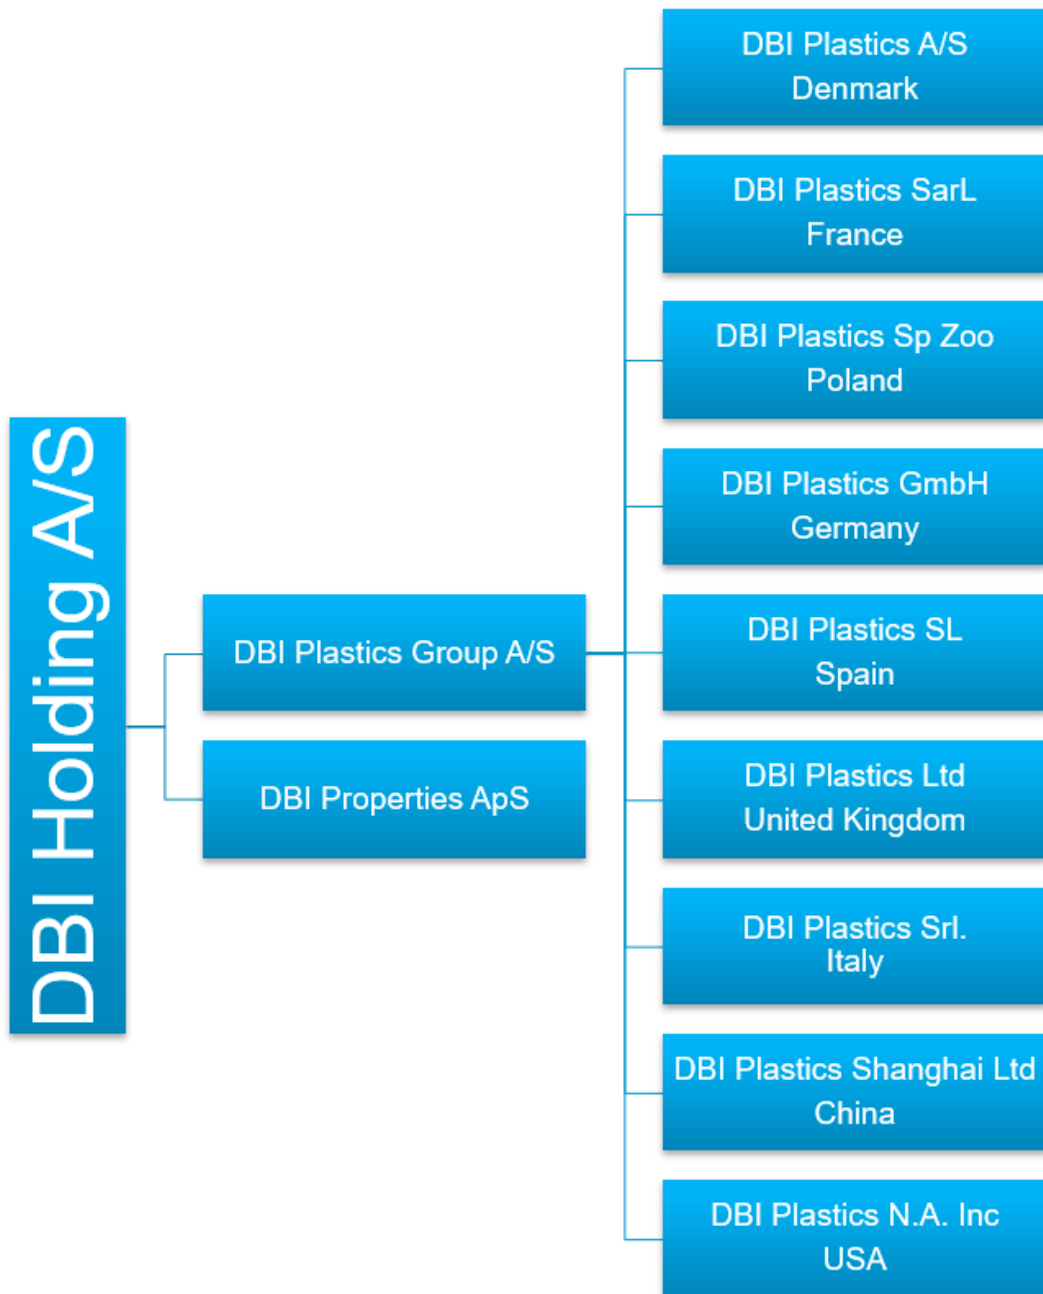 DBI Holding A/S
DBI Plastics Group A/S
DBI Properties ApS
DBI Plastics A/S
Denmark
DBI Plastics SarL
France
DBI Plastics Sp Zoo
Poland
DBI Plastics GmbH
Germany
DBI Plastics SL
Spain
DBI Plastics Ltd
United Kingdom
DBI Plastics Srl.
Italy
DBI Plastics Shanghai Ltd
China
DBI Plastics N.A. Inc
USA